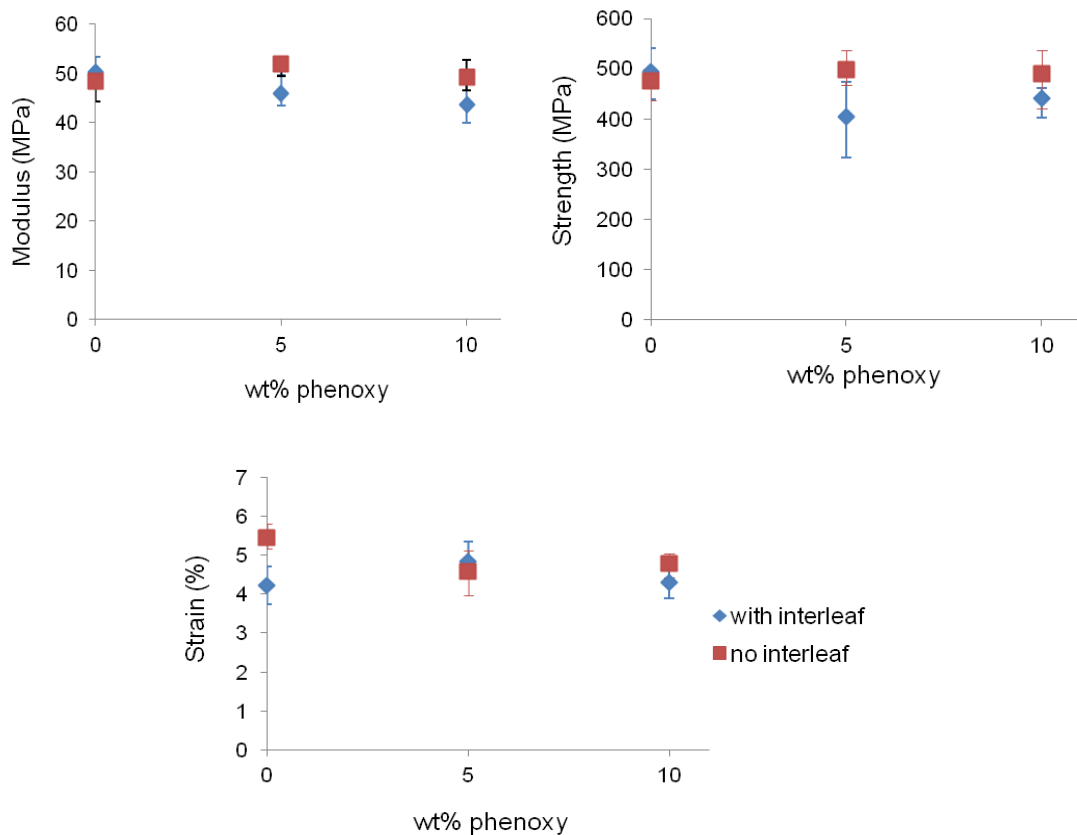 Modulus (MPa)
60
50
40
30
20
10
0
0 5 10
wt% phenoxy
Strength (MPa)
600
500
400
300
200
100
0
0 5 10
wt% phenoxy
Strain (%)
7
6
5
4
3
2
1
0
0 5 10
wt% phenoxy
with interleaf
no interleaf